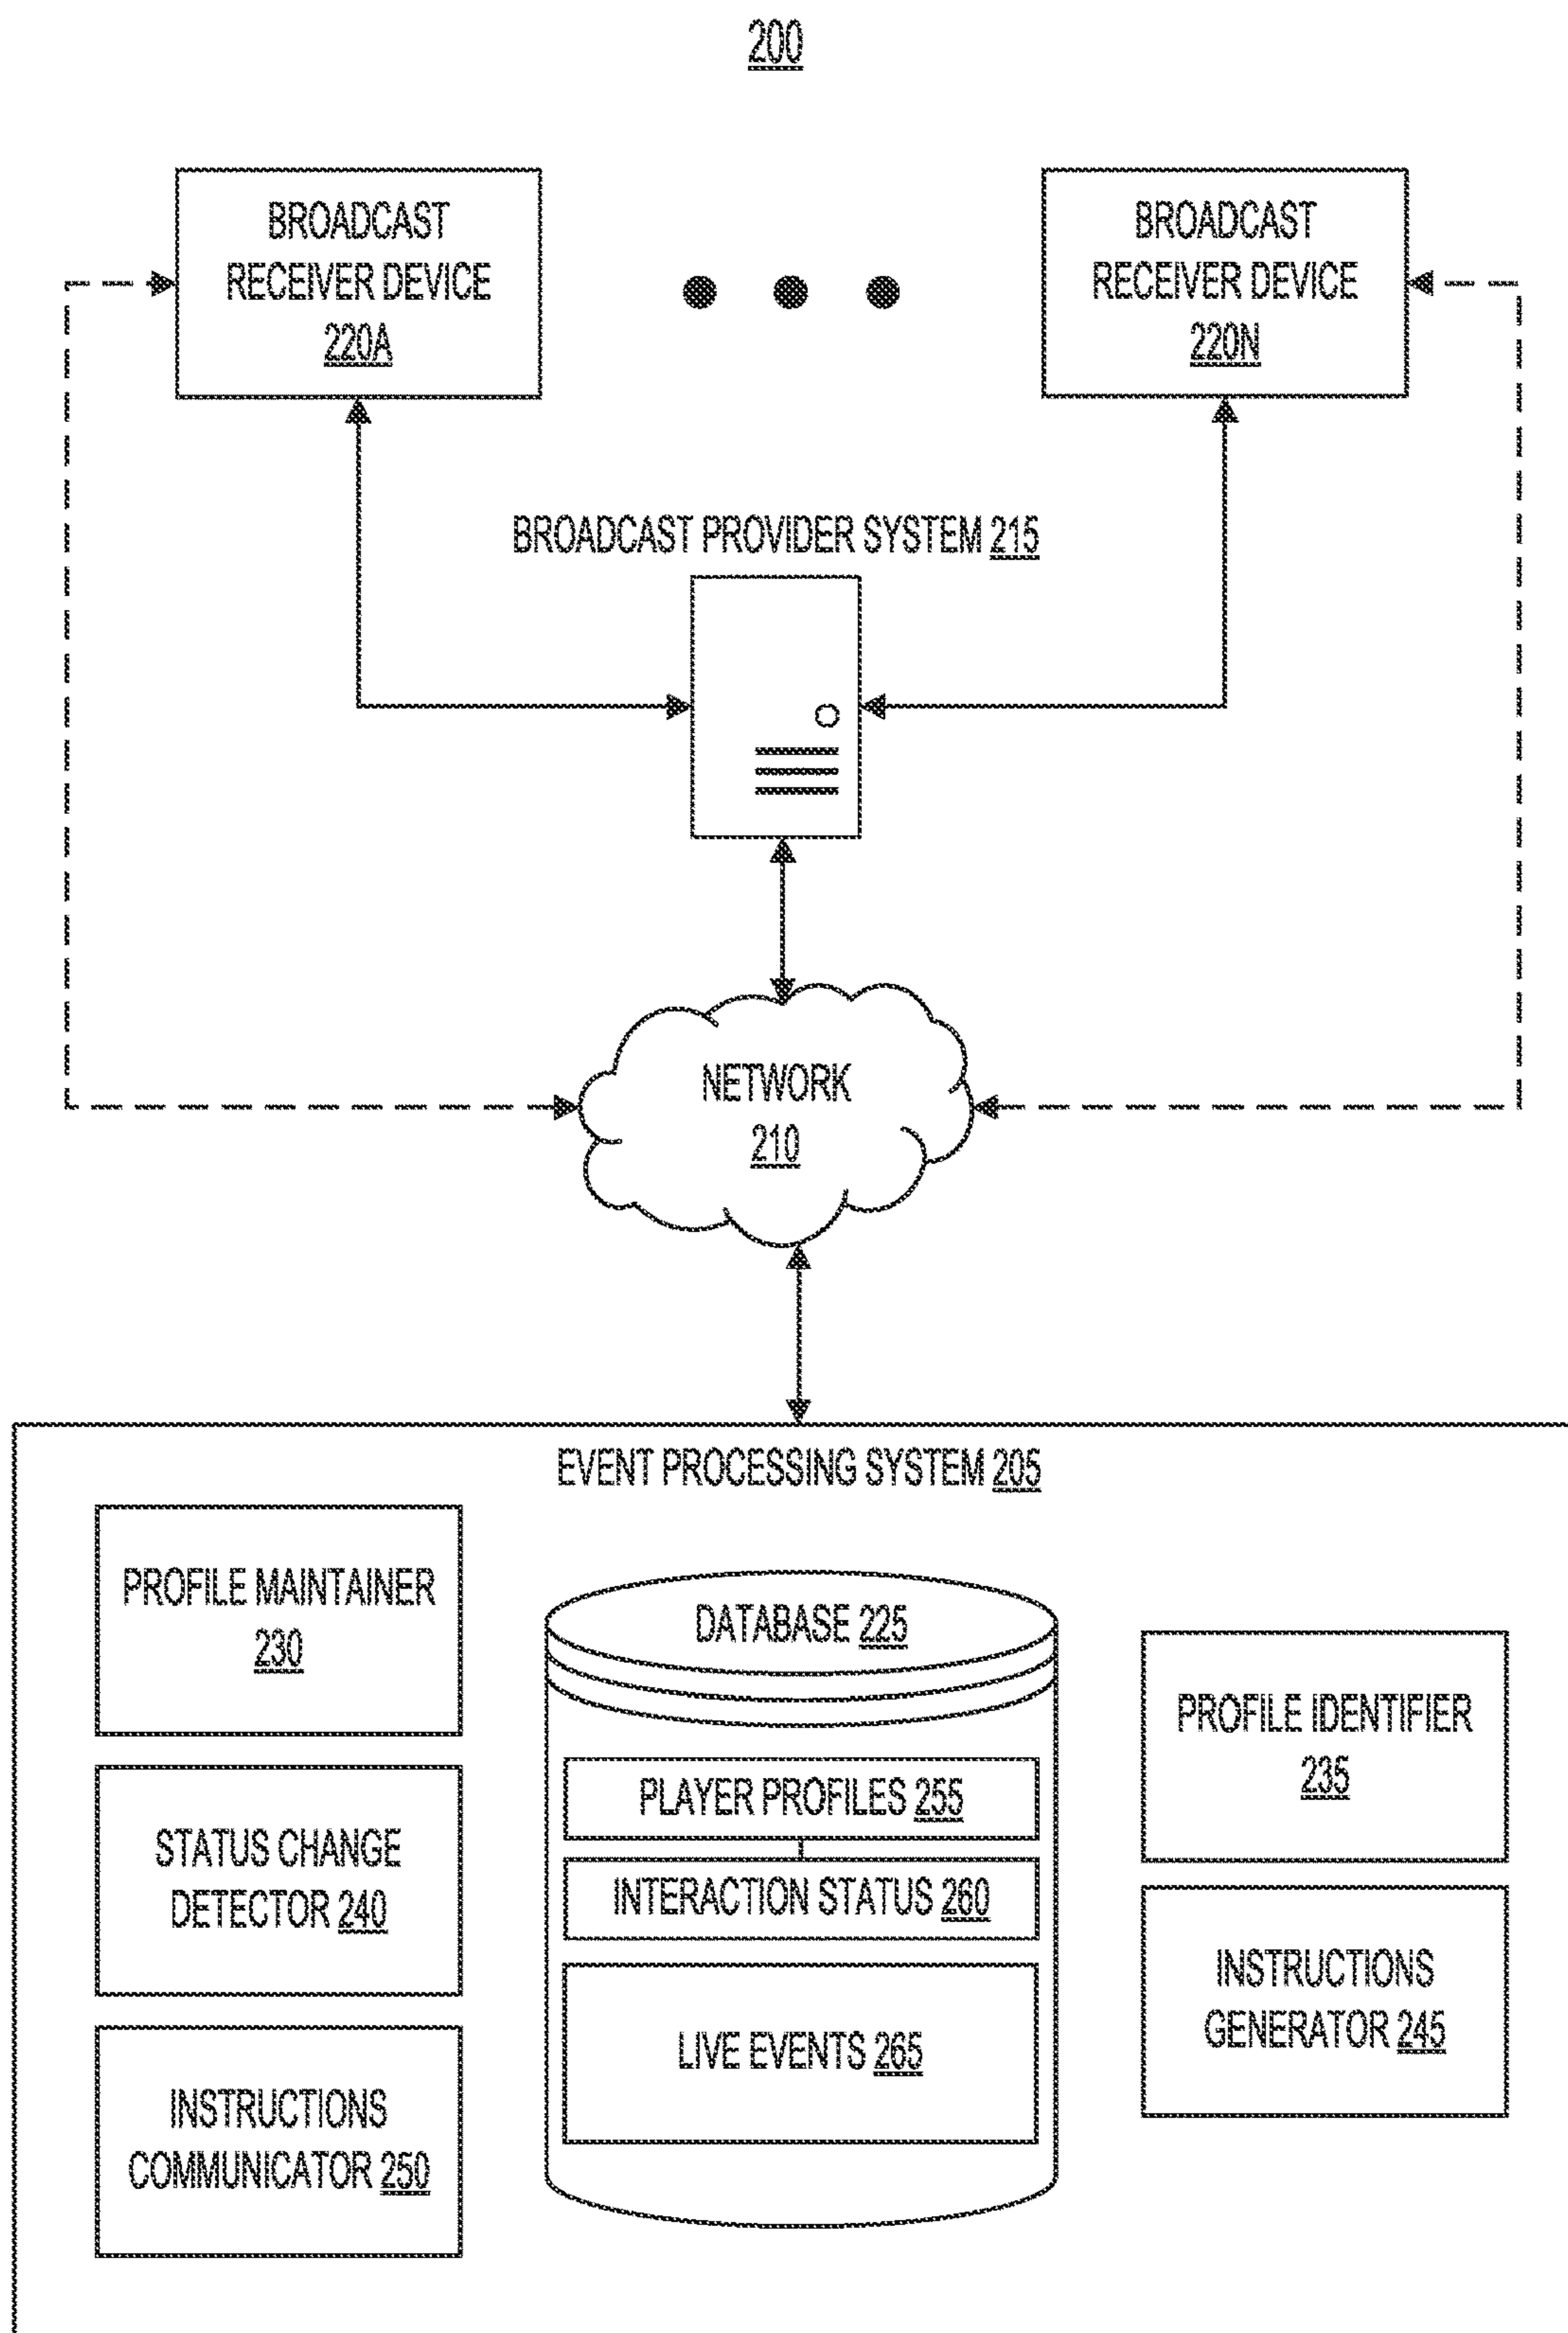 200
BROADCAST
RECEIVER DEVICE
220A
BROADCAST
RECEIVER DEVICE
220N
BROADCAST PROVIDER SYSTEM 215
NETWORK
210
EVENT PROCESSING SYSTEM 205
PROFILE MAINTAINER
230
STATUS CHANGE
DETECTOR 240
INSTRUCTIONS
COMMUNICATOR 250
DATABASE 225
PLAYER PROFILES 255
INTERACTION STATUS 260
LIVE EVENTS 265
PROFILE IDENTIFIER
235
INSTRUCTIONS
GENERATOR 245